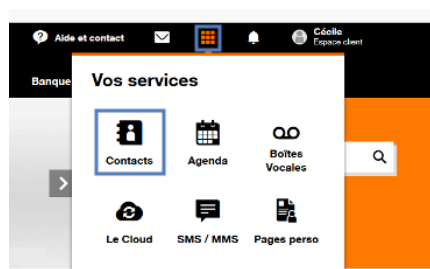 Aide et contact
Cécile
Espace client
Banque
Vos services
Contacts
Agenda
Boîtes
Vocales
Le Cloud
SMS / MMS
Pages perso